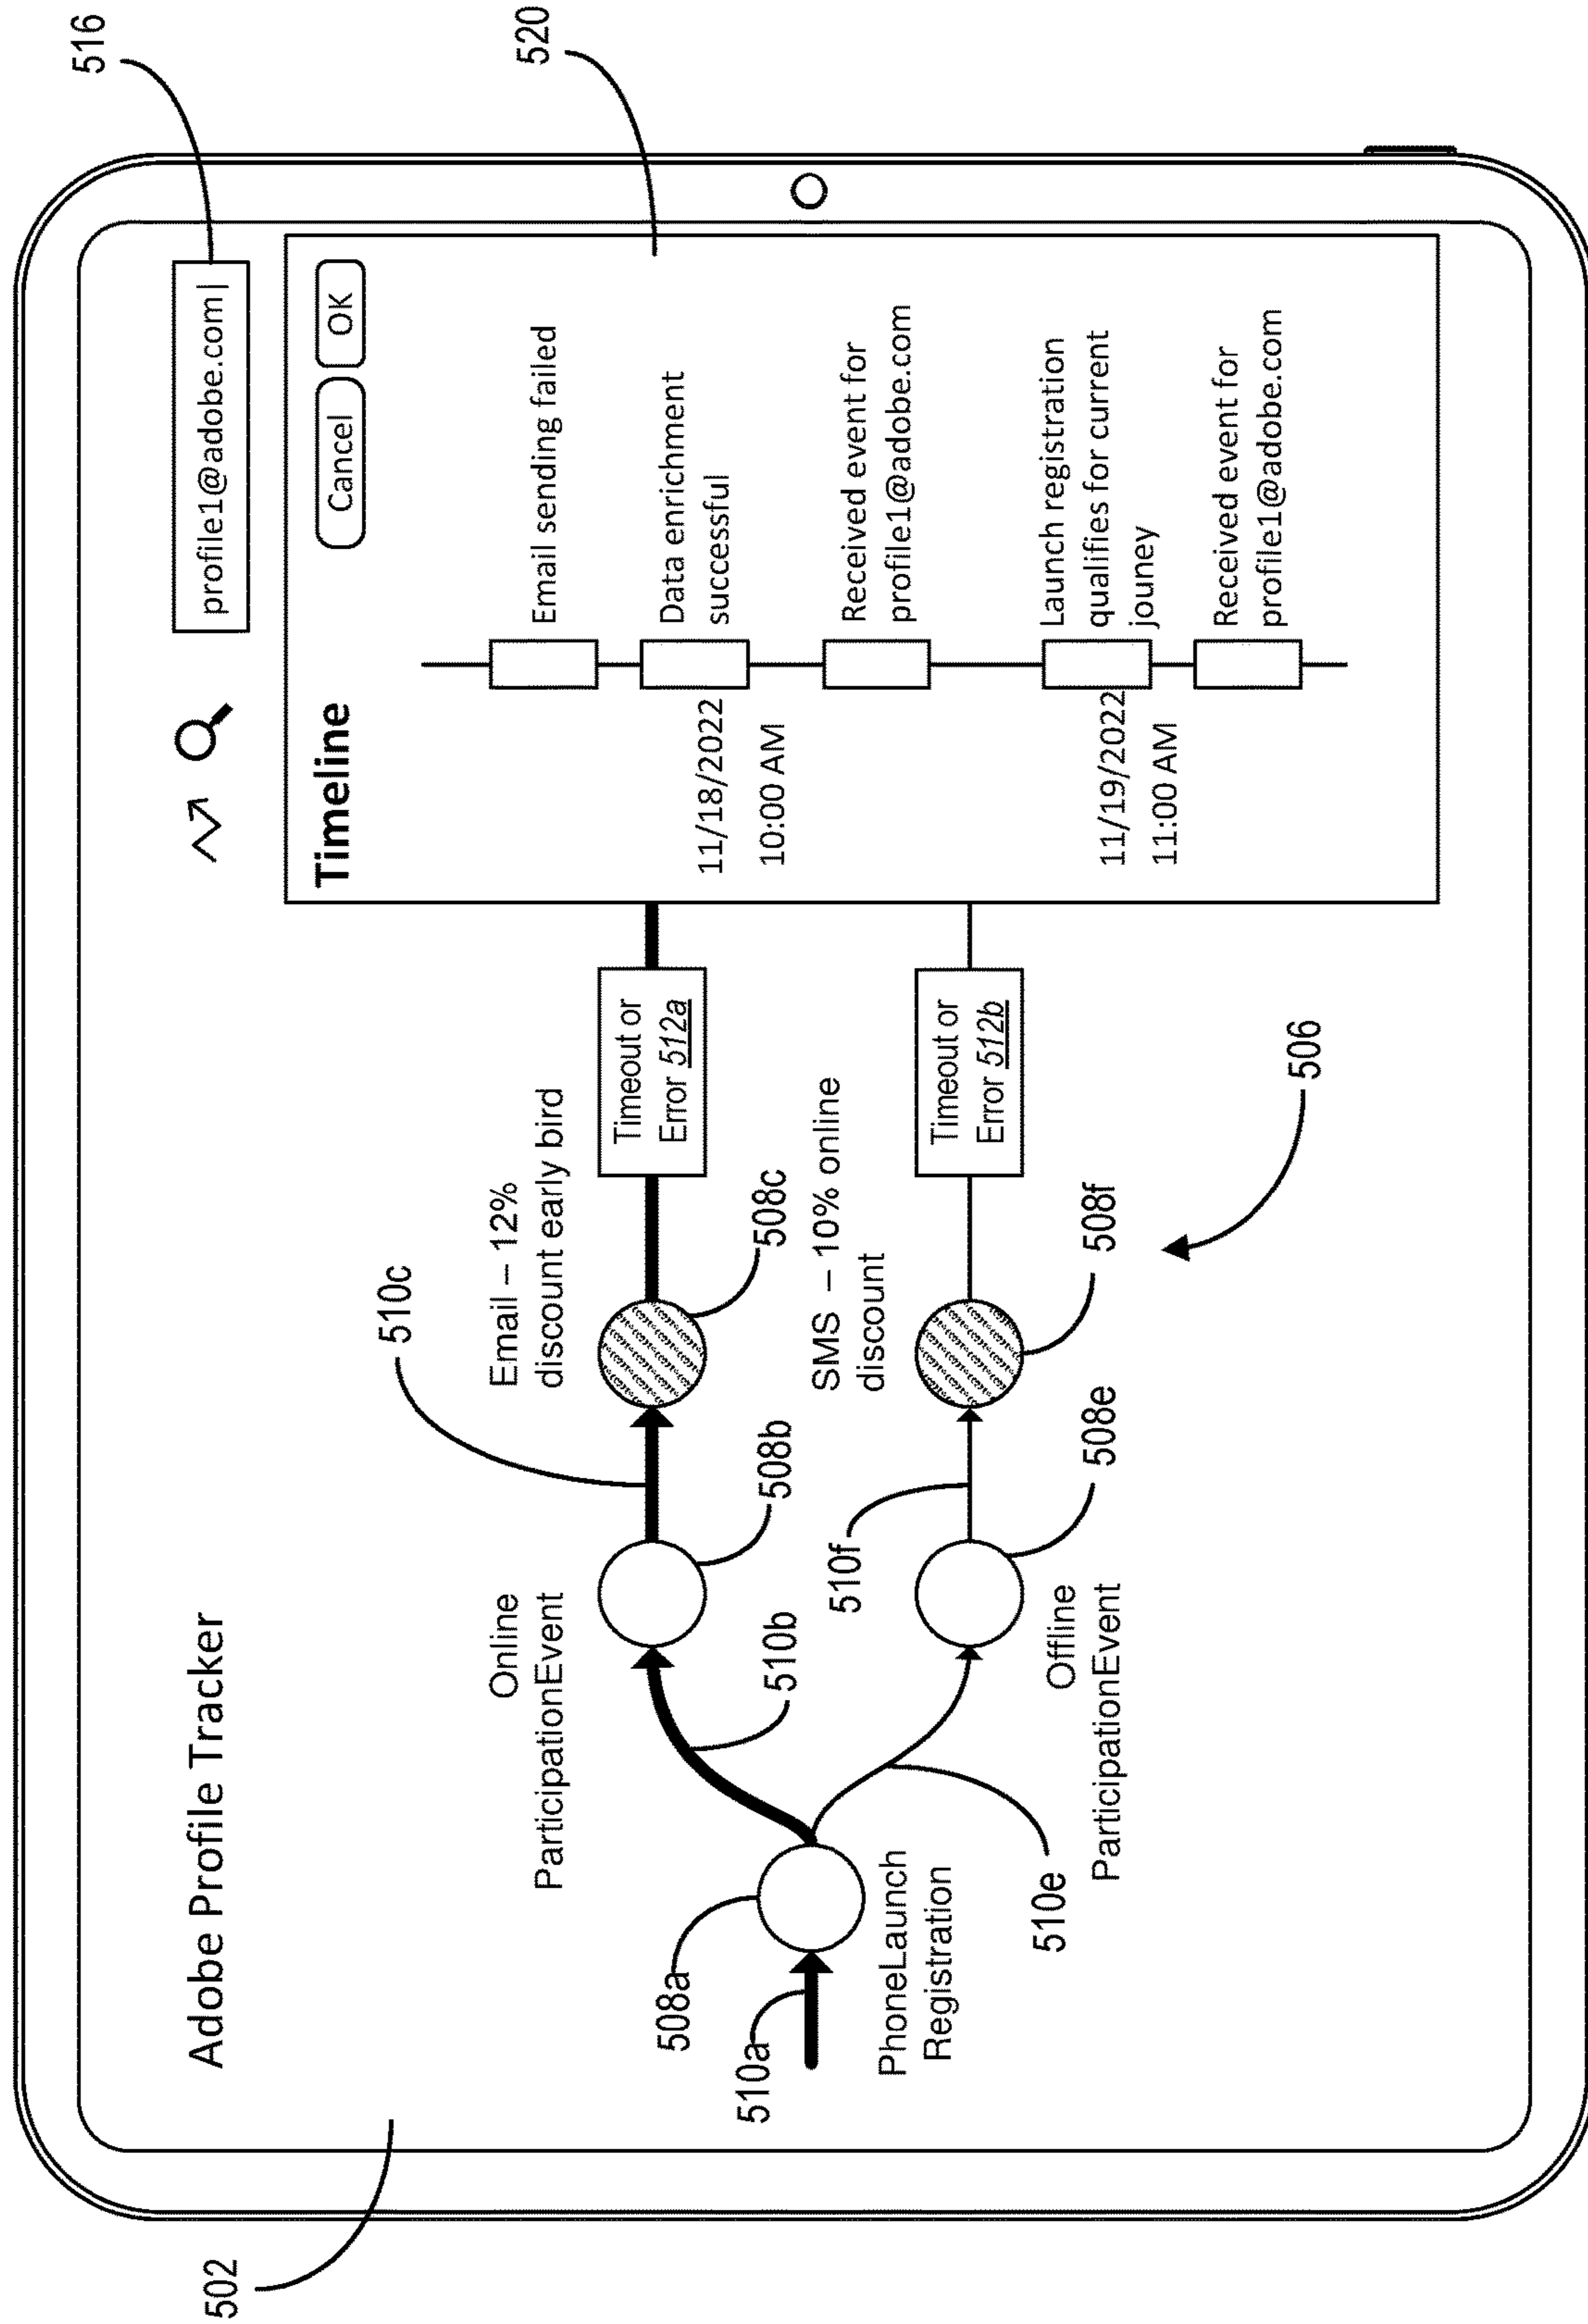 516
520
502
Adobe Profile Tracker
profile1@adobe.com|
Timeline
Cancel
OK
Email sending failed
Data enrichment
successful
11/18/2022
10:00 AM
Received event for
profile1@adobe.com
Launch registration
qualifies for current
jouney
11/19/2022
11:00 AM
Received event for
profile1@adobe.com
510c
Online
ParticipationEvent
Email – 12%
discount early bird
Timeout or
Error 512a
508a
510a
PhoneLaunch
Registration
510b
508b
508c
510e
510f
SMS – 10% online
discount
Timeout or
Error 512b
Offline
ParticipationEvent
508e
508f
506